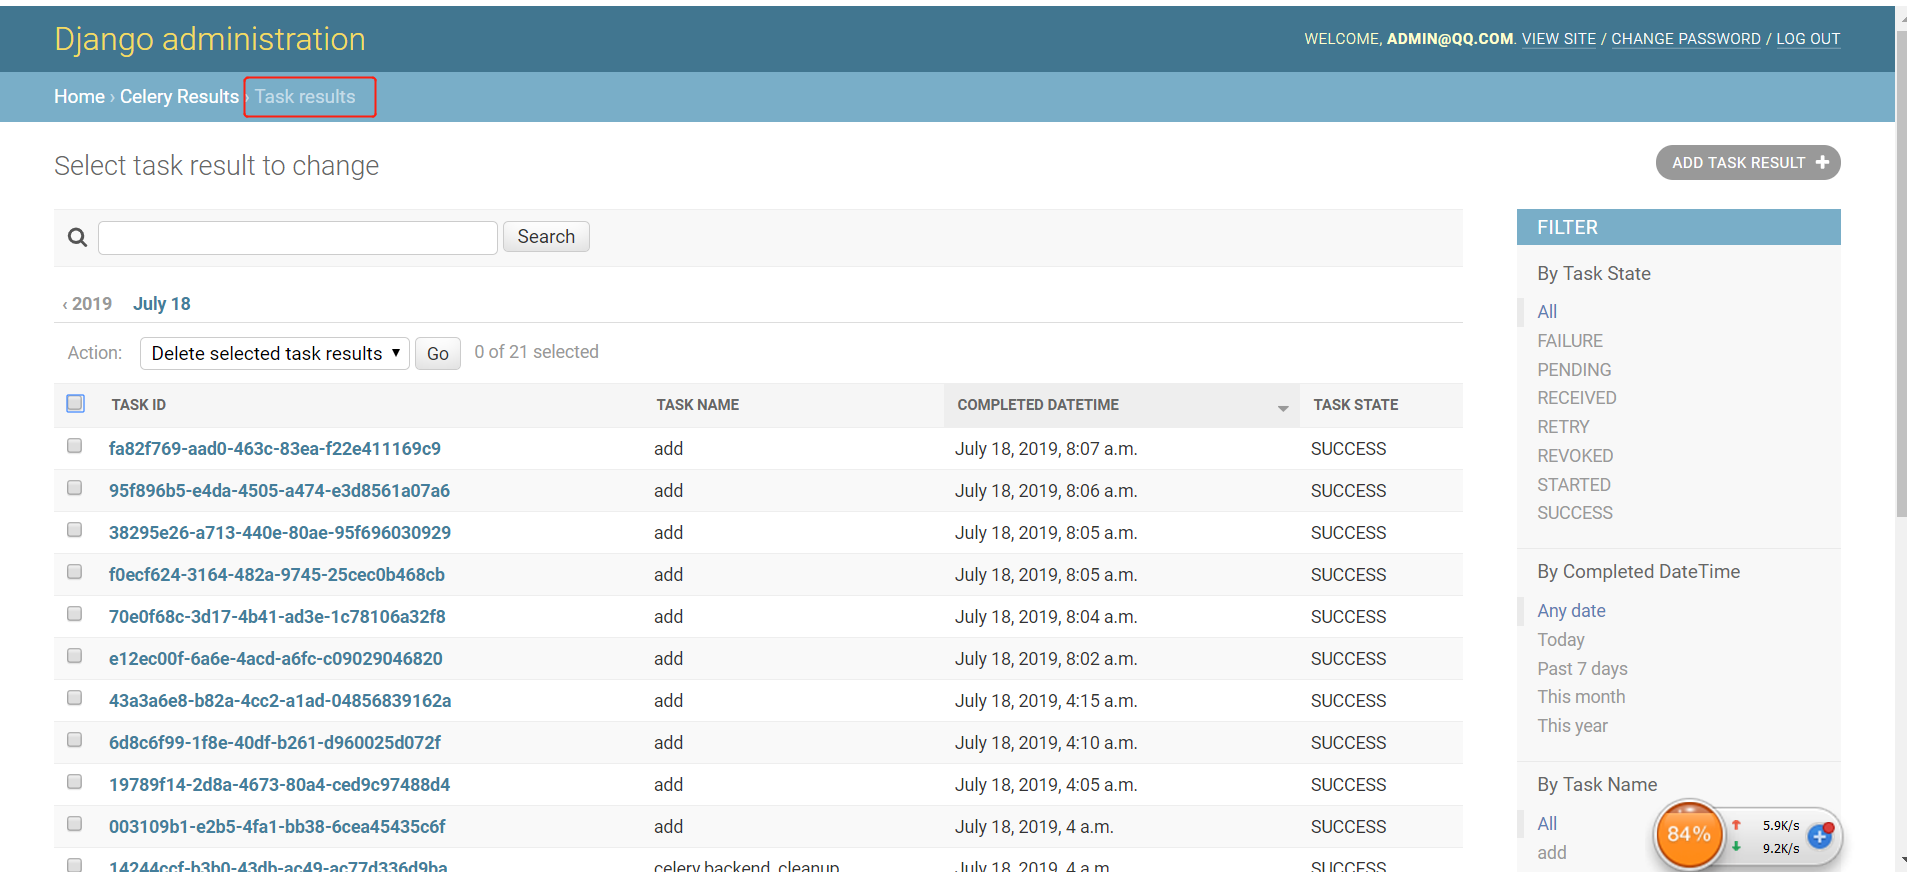 Django administration
WELCOME, ADMIN@QQ.COM. VIEW SITE / CHANGE PASSWORD / LOG OUT
Home › Celery Results › Task results
Select task result to change
ADD TASK RESULT
Search
‹ 2019 July 18
Action: Delete selected task results Go 0 of 21 selected
TASK ID TASK NAME COMPLETED DATETIME TASK STATE
fa82f769-aad0-463c-83ea-f22e411169c9 add July 18, 2019, 8:07 a.m. SUCCESS
95f896b5-e4da-4505-a474-e3d8561a07a6 add July 18, 2019, 8:06 a.m. SUCCESS
38295e26-a713-440e-80ae-95f696030929 add July 18, 2019, 8:05 a.m. SUCCESS
f0ecf624-3164-482a-9745-25cec0b468cb add July 18, 2019, 8:05 a.m. SUCCESS
70e0f68c-3d17-4b41-ad3e-1c78106a32f8 add July 18, 2019, 8:04 a.m. SUCCESS
e12ec00f-6a6e-4acd-a6fc-c09029046820 add July 18, 2019, 8:02 a.m. SUCCESS
43a3a6e8-b82a-4cc2-a1ad-04856839162a add July 18, 2019, 4:15 a.m. SUCCESS
6d8c6f99-1f8e-40df-b261-d960025d072f add July 18, 2019, 4:10 a.m. SUCCESS
19789f14-2d8a-4673-80a4-ced9c97488d4 add July 18, 2019, 4:05 a.m. SUCCESS
003109b1-e2b5-4fa1-bb38-6cea45435c6f add July 18, 2019, 4 a.m. SUCCESS
14244ccf-b3b0-43db-ac49-ac77d336d9ba celery.backend_cleanup July 18, 2019, 4 a.m. SUCCESS
FILTER
By Task State
All
FAILURE
PENDING
RECEIVED
RETRY
REVOKED
STARTED
SUCCESS
By Completed DateTime
Any date
Today
Past 7 days
This month
This year
By Task Name
All
add
84%
5.9K/s
9.2K/s